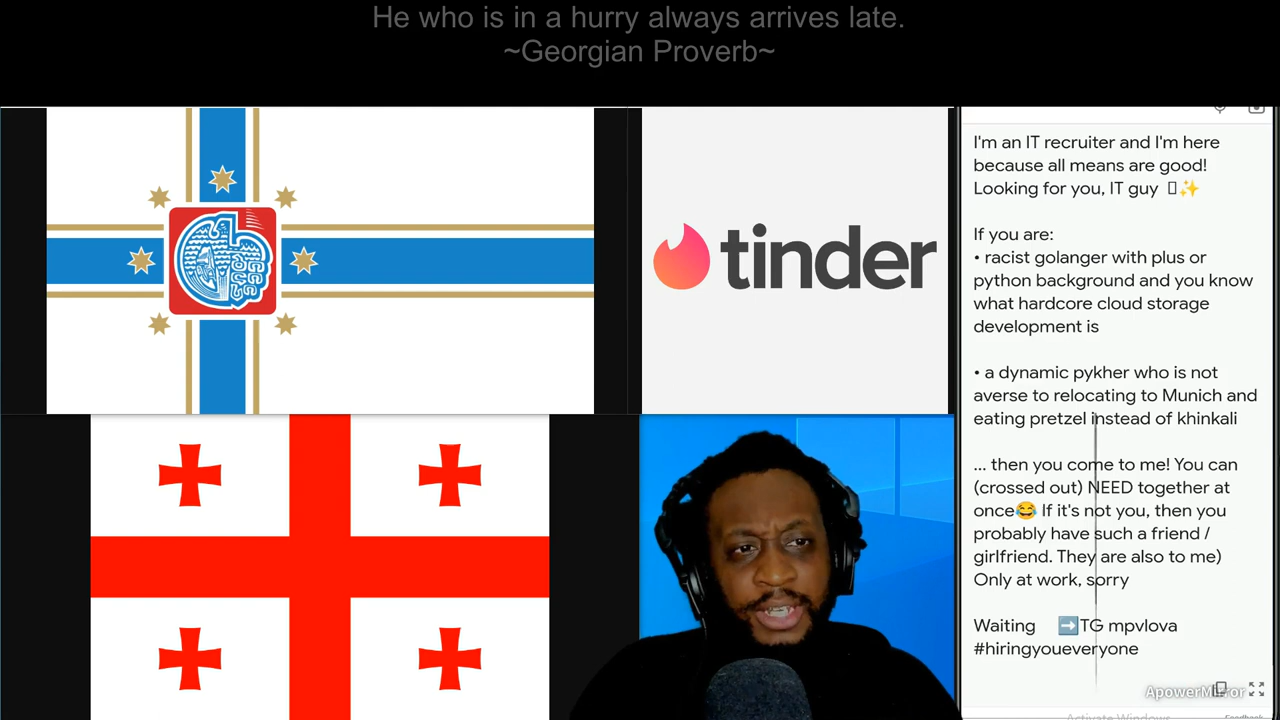 He who is in a hurry always arrives late.
~Georgian Proverb~
tinder
I'm an IT recruiter and I'm here
because all means are good!
Looking for you, IT guy ▯✨
If you are:
• racist golanger with plus or
python background and you know
what hardcore cloud storage
development is
• a dynamic pykher who is not
averse to relocating to Munich and
eating pretzel instead of khinkali
... then you come to me! You can
(crossed out) NEED together at
once😂 If it's not you, then you
probably have such a friend /
girlfriend. They are also to me)
Only at work, sorry
Waiting ➡️TG mpvlova
#hiringyoueveryone
ApowerMirror
Activate Windows
Feedback